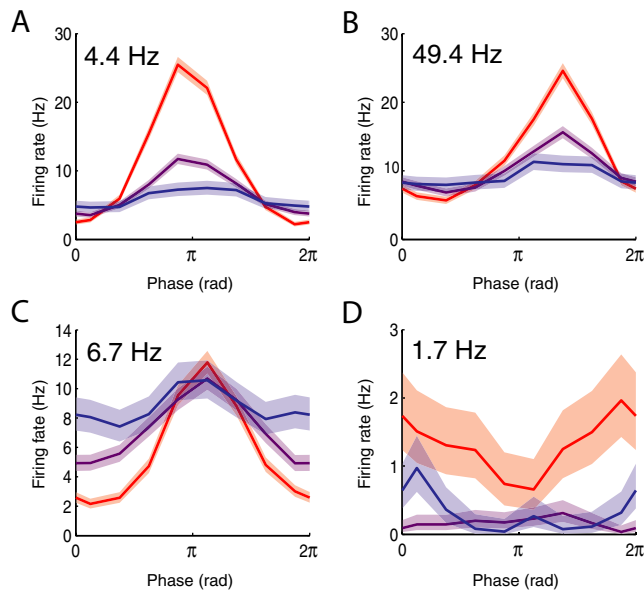 A
4.4 Hz
30
20
10
0
Firing rate (Hz)
0
π
2π
Phase (rad)
B
49.4 Hz
30
20
10
0
Firing rate (Hz)
0
π
2π
Phase (rad)
C
6.7 Hz
14
12
10
8
6
4
2
0
Firing fate (Hz)
0
π
2π
Phase (rad)
D
1.7 Hz
3
2
1
0
Firing rate (Hz)
0
π
2π
Phase (rad)